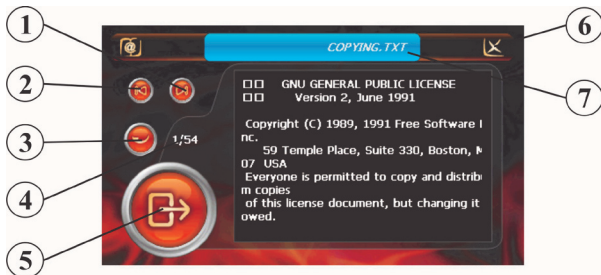 1
6
COPYING.TXT
2
7
□□ GNU GENERAL PUBLIC LICENSE
□□ Version 2, June 1991
3
1/54
Copyright (C) 1989, 1991 Free Software I
nc.
4
59 Temple Place, Suite 330, Boston, M
07 USA
Everyone is permitted to copy and distribu
m copies
of this license document, but changing it
owed.
5